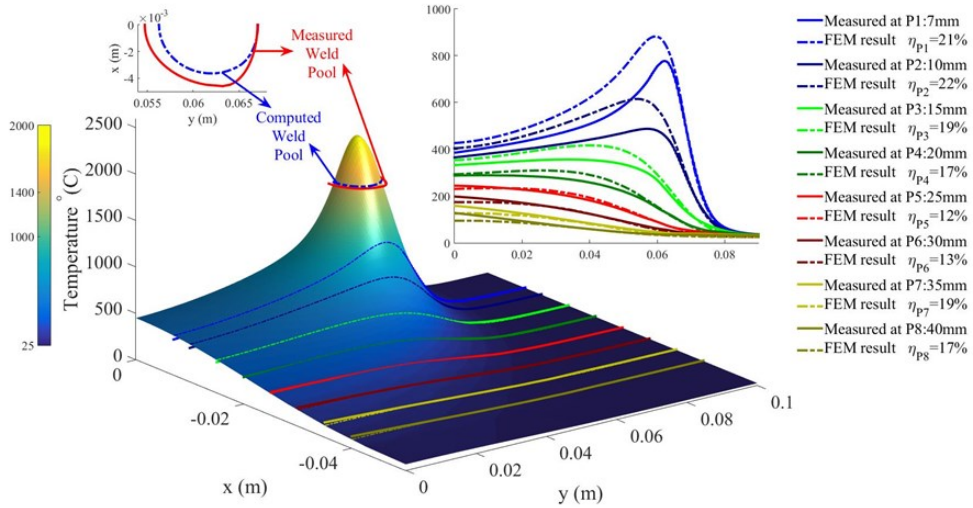 ×10⁻³
0
-2
-4
x (m)
0.055
0.06
0.065
y (m)
Measured
Weld
Pool
Computed
Weld
Pool
2000
1400
1000
25
2500
2000
1500
1000
500
0
Temperature °(C)
0
-0.02
-0.04
x (m)
0
0.02
0.04
0.06
0.08
0.1
y (m)
1000
800
600
400
200
0
0
0.02
0.04
0.06
0.08
Measured at P1:7mm
FEM result η_P1=21%
Measured at P2:10mm
FEM result η_P2=22%
Measured at P3:15mm
FEM result η_P3=19%
Measured at P4:20mm
FEM result η_P4=17%
Measured at P5:25mm
FEM result η_P5=12%
Measured at P6:30mm
FEM result η_P6=13%
Measured at P7:35mm
FEM result η_P7=19%
Measured at P8:40mm
FEM result η_P8=17%